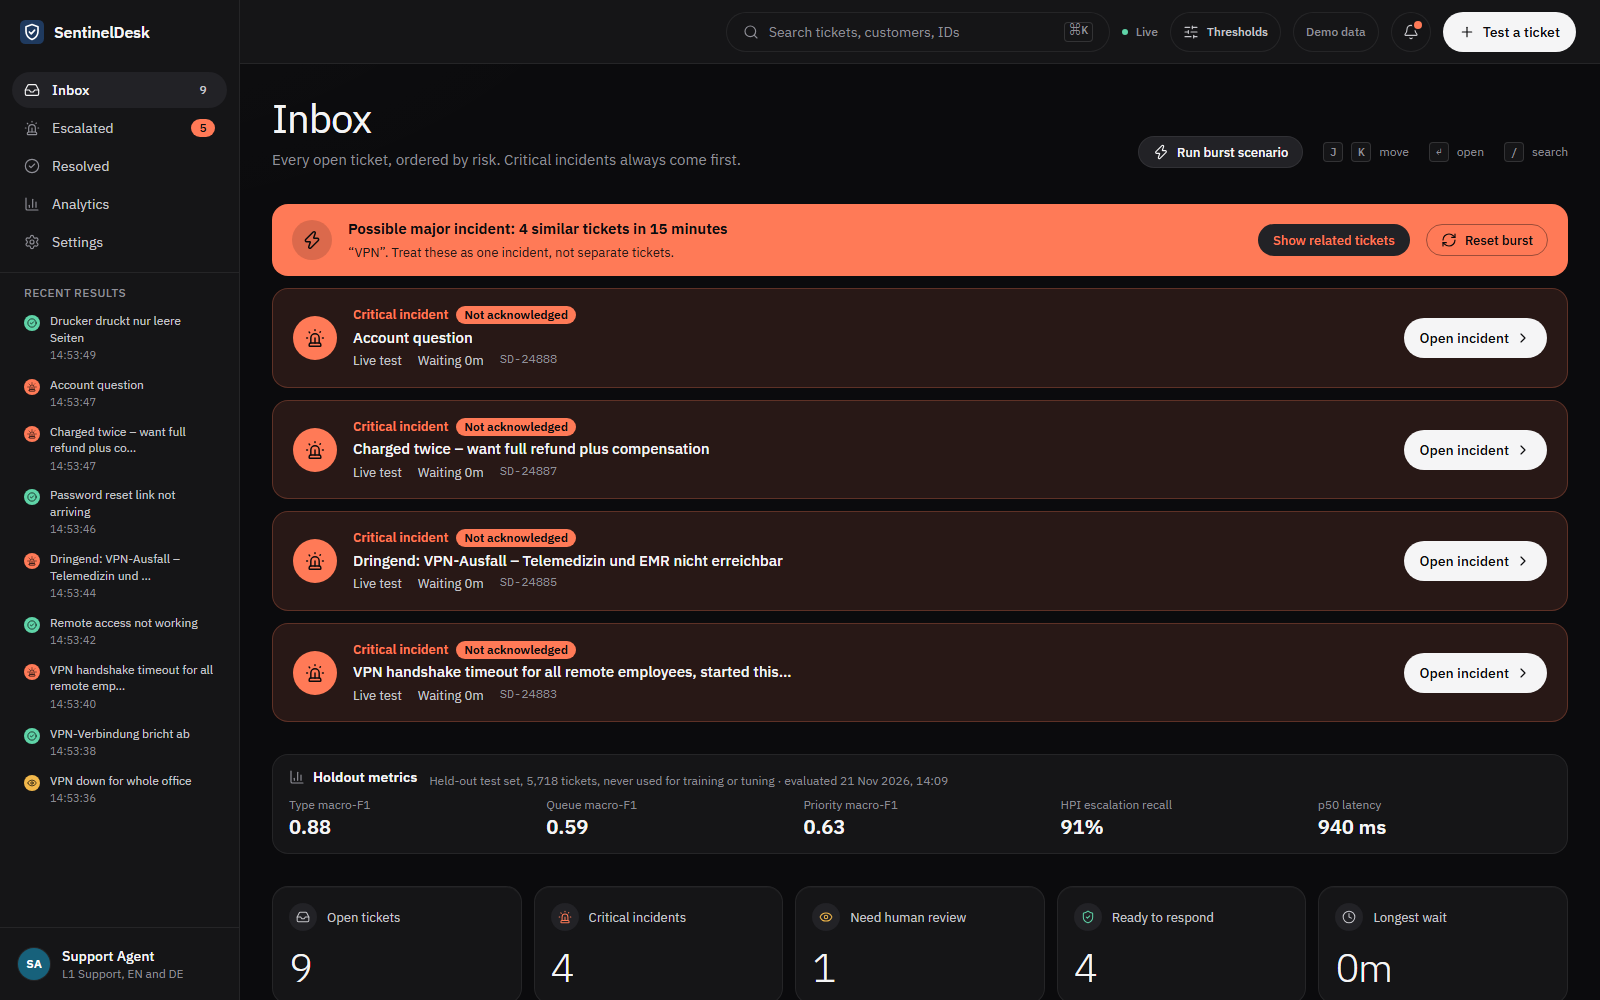 SentinelDesk
Search tickets, customers, IDs
⌘K
Live
Thresholds
Demo data
Test a ticket
Inbox
9
Escalated
5
Resolved
Analytics
Settings
RECENT RESULTS
Drucker druckt nur leere
Seiten
14:53:49
Account question
14:53:47
Charged twice – want full
refund plus co...
14:53:47
Password reset link not
arriving
14:53:46
Dringend: VPN-Ausfall –
Telemedizin und ...
14:53:44
Remote access not working
14:53:42
VPN handshake timeout for all
remote emp...
14:53:40
VPN-Verbindung bricht ab
14:53:38
VPN down for whole office
14:53:36
SA
Support Agent
L1 Support, EN and DE
Inbox
Every open ticket, ordered by risk. Critical incidents always come first.
Run burst scenario
J K move
↵ open
/ search
Possible major incident: 4 similar tickets in 15 minutes
“VPN”. Treat these as one incident, not separate tickets.
Show related tickets
Reset burst
Critical incident Not acknowledged
Account question
Live test Waiting 0m SD-24888
Open incident
Critical incident Not acknowledged
Charged twice – want full refund plus compensation
Live test Waiting 0m SD-24887
Open incident
Critical incident Not acknowledged
Dringend: VPN-Ausfall – Telemedizin und EMR nicht erreichbar
Live test Waiting 0m SD-24885
Open incident
Critical incident Not acknowledged
VPN handshake timeout for all remote employees, started this...
Live test Waiting 0m SD-24883
Open incident
Holdout metrics Held-out test set, 5,718 tickets, never used for training or tuning · evaluated 21 Nov 2026, 14:09
Type macro-F1
0.88
Queue macro-F1
0.59
Priority macro-F1
0.63
HPI escalation recall
91%
p50 latency
940 ms
Open tickets
9
Critical incidents
4
Need human review
1
Ready to respond
4
Longest wait
0m